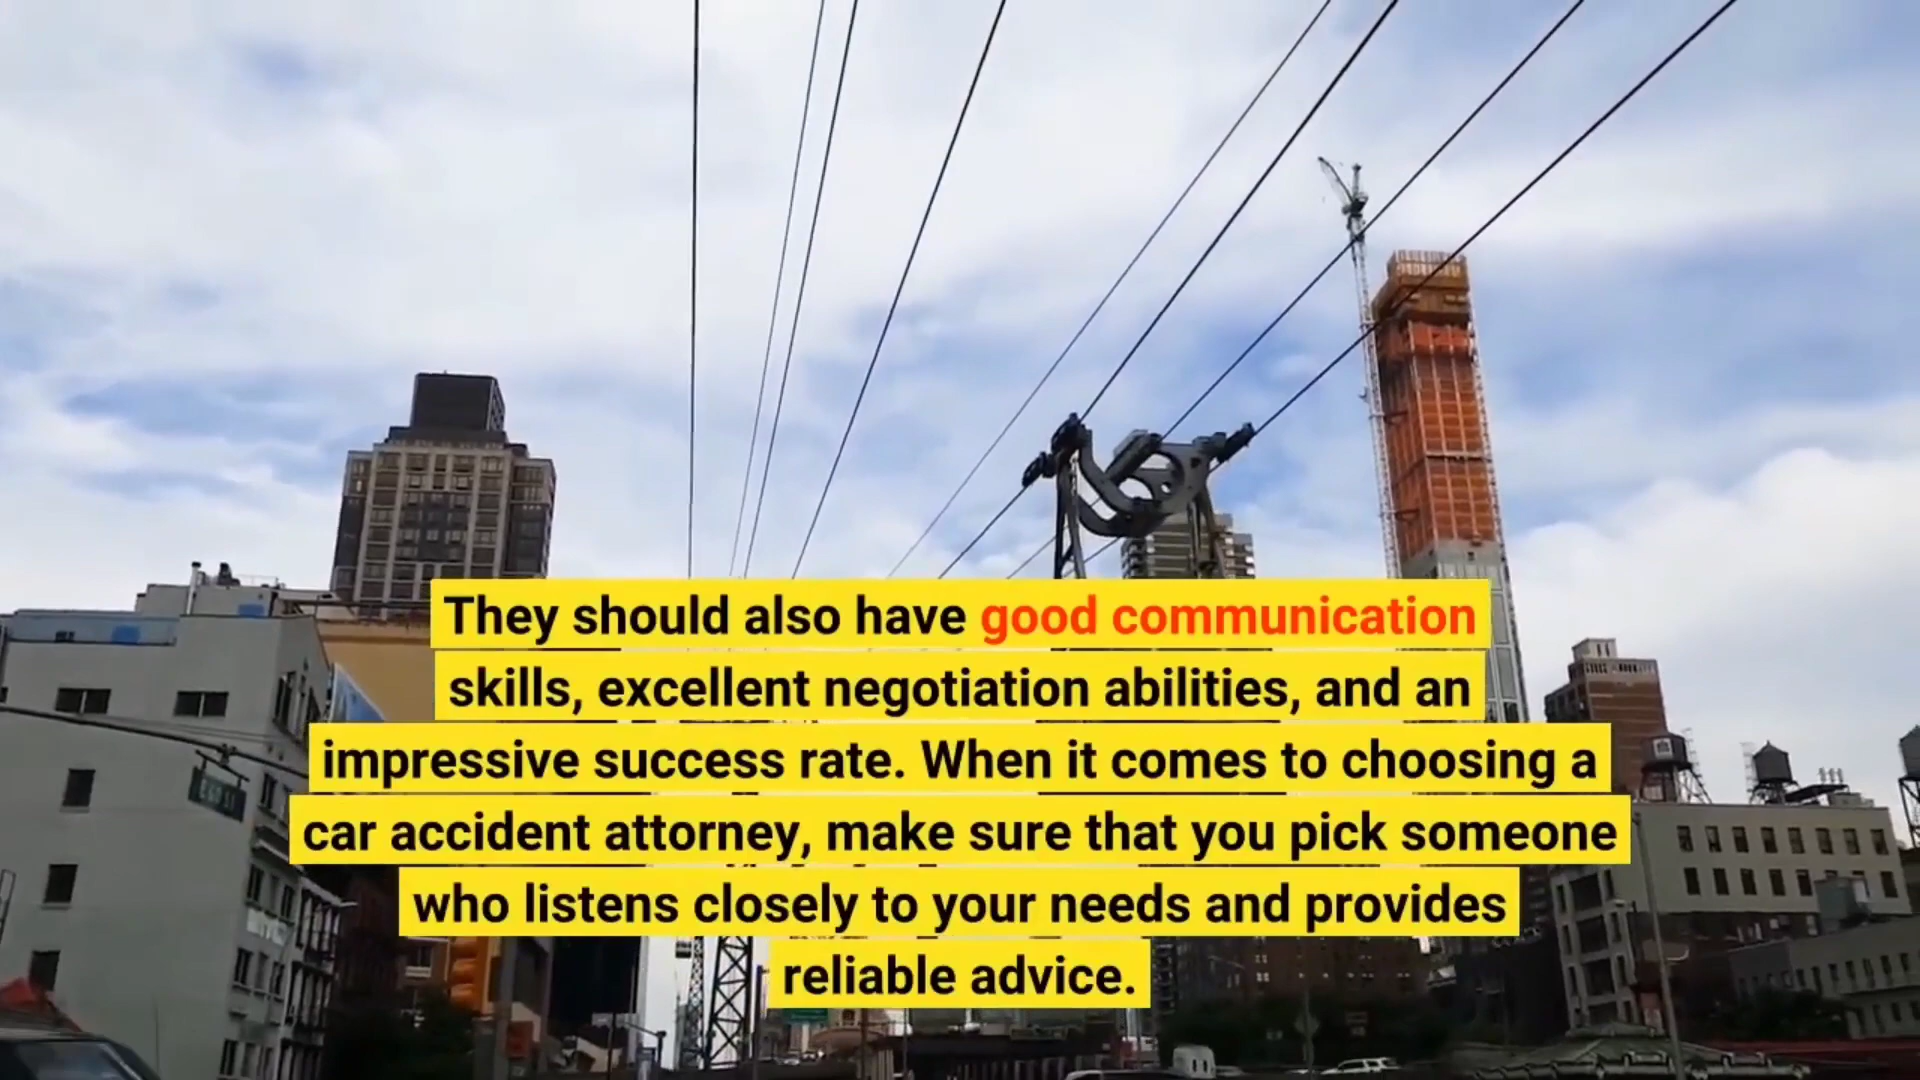 They should also have good communication
skills, excellent negotiation abilities, and an
impressive success rate. When it comes to choosing a
car accident attorney, make sure that you pick someone
who listens closely to your needs and provides
reliable advice.